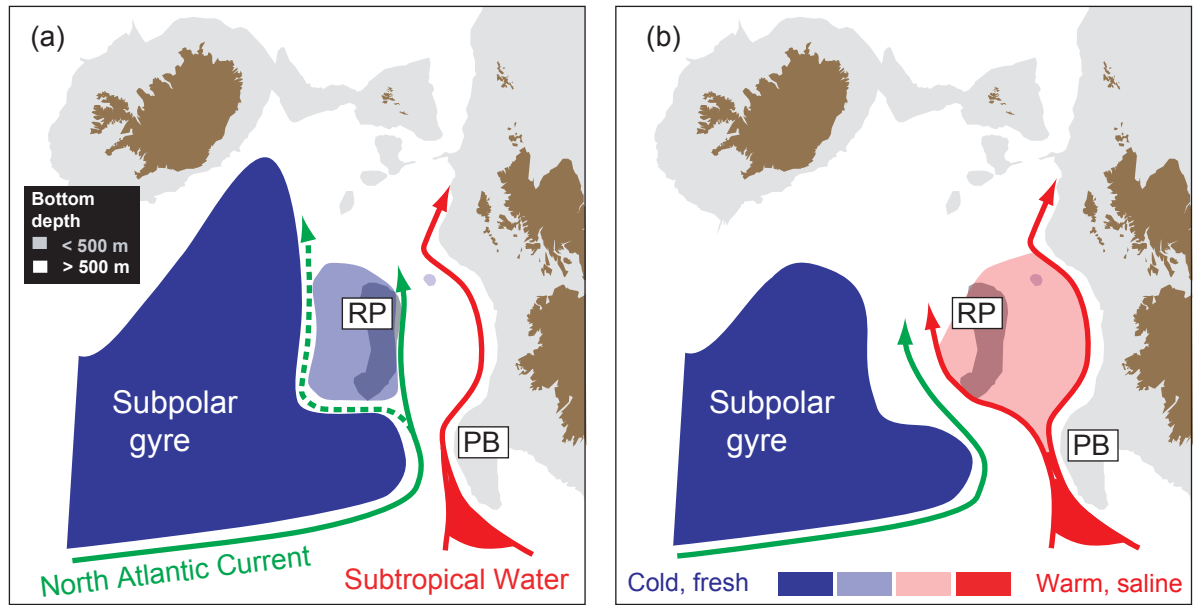 (a)
Bottom
depth
< 500 m
> 500 m
RP
Subpolar
gyre
PB
North Atlantic Current
Subtropical Water
(b)
RP
Subpolar
gyre
PB
Cold, fresh
Warm, saline